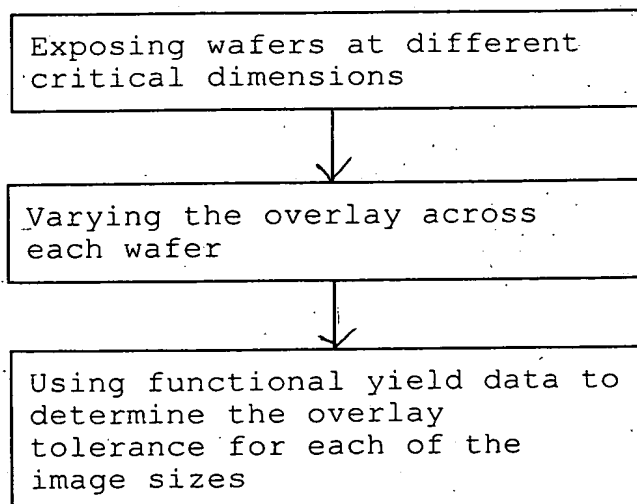 Exposing wafers at different
critical dimensions
Varying the overlay across
each wafer
Using functional yield data to
determine the overlay
tolerance for each of the
image sizes